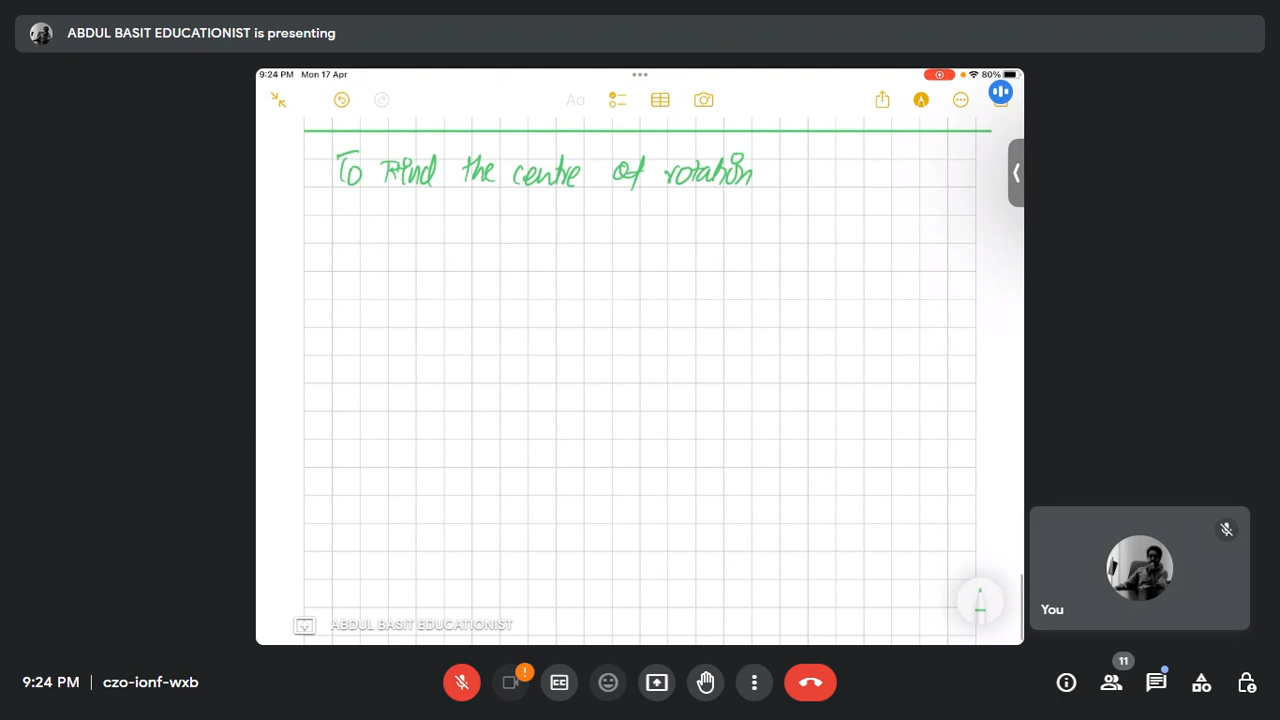 ABDUL BASIT EDUCATIONIST is presenting
9:24 PM Mon 17 Apr
80%
Aa
To Find the centre of rotation
ABDUL BASIT EDUCATIONIST
You
9:24 PM | czo-ionf-wxb
11